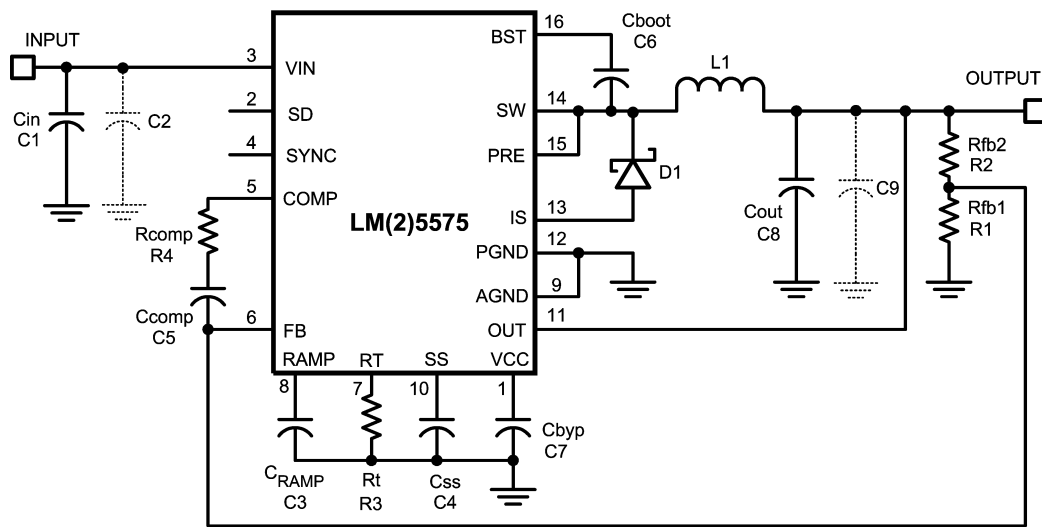 INPUT
Cin
C1
C2
3
VIN
2
SD
4
SYNC
5
COMP
Rcomp
R4
Ccomp
C5
6
FB
LM(2)5575
16
BST
Cboot
C6
14
SW
15
PRE
13
IS
12
PGND
9
AGND
11
OUT
L1
D1
OUTPUT
Cout
C8
C9
Rfb2
R2
Rfb1
R1
RAMP
RT
SS
VCC
8
7
10
1
CRAMP
C3
Rt
R3
Css
C4
Cbyp
C7